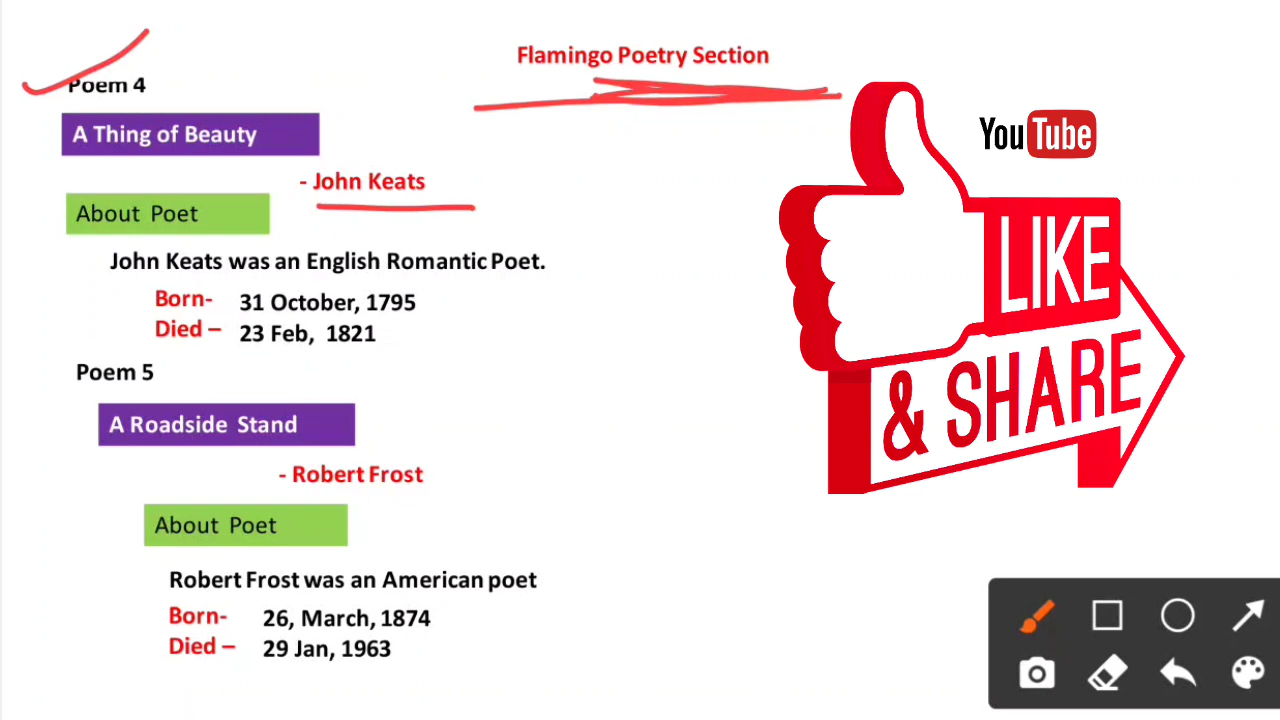 Flamingo Poetry Section
Poem 4
A Thing of Beauty
- John Keats
About Poet
John Keats was an English Romantic Poet.
Born- 31 October, 1795
Died – 23 Feb, 1821
Poem 5
A Roadside Stand
- Robert Frost
About Poet
Robert Frost was an American poet
Born- 26, March, 1874
Died – 29 Jan, 1963
YouTube
LIKE
& SHARE